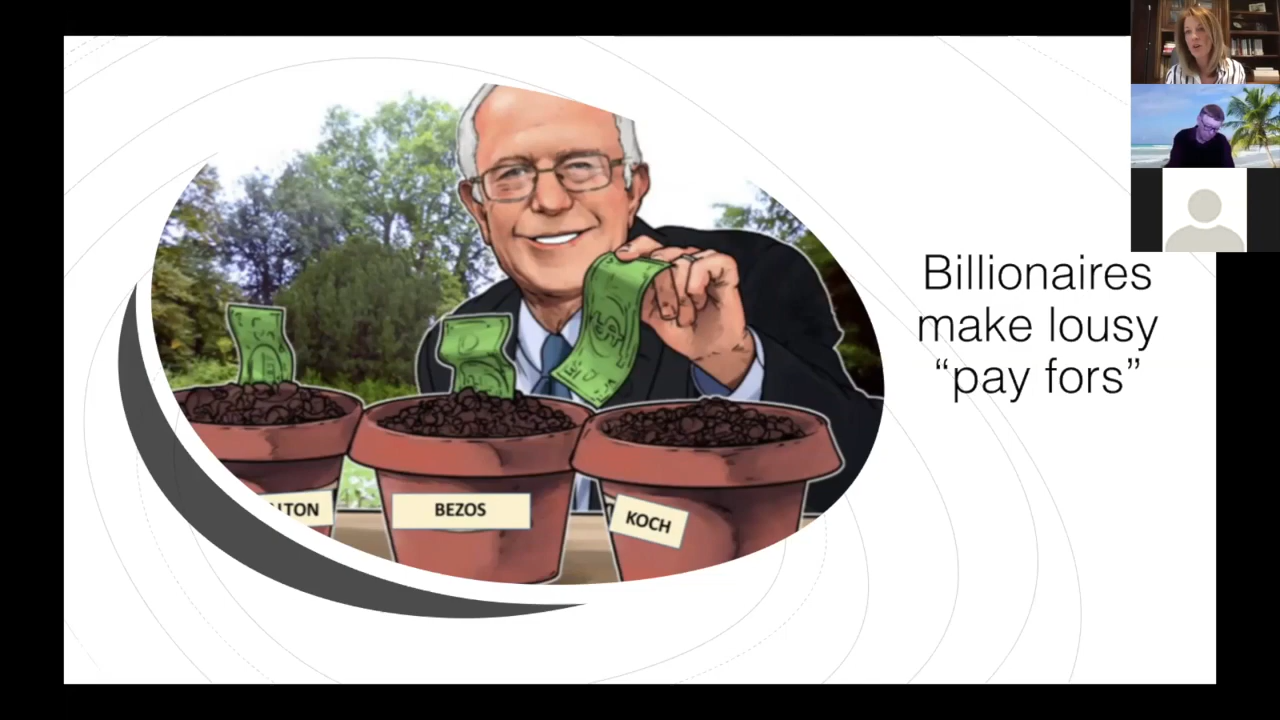 Billionaires
make lousy
“pay fors”
BEZOS
KOCH